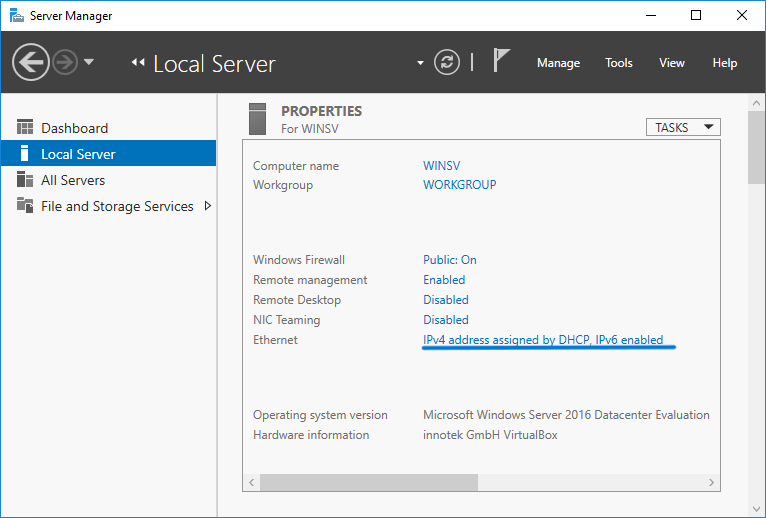 Server Manager
Local Server
Manage Tools View Help
Dashboard
Local Server
All Servers
File and Storage Services
PROPERTIES
For WINSV
TASKS
Computer name WINSV
Workgroup WORKGROUP
Windows Firewall Public: On
Remote management Enabled
Remote Desktop Disabled
NIC Teaming Disabled
Ethernet IPv4 address assigned by DHCP, IPv6 enabled
Operating system version Microsoft Windows Server 2016 Datacenter Evaluation
Hardware information innotek GmbH VirtualBox